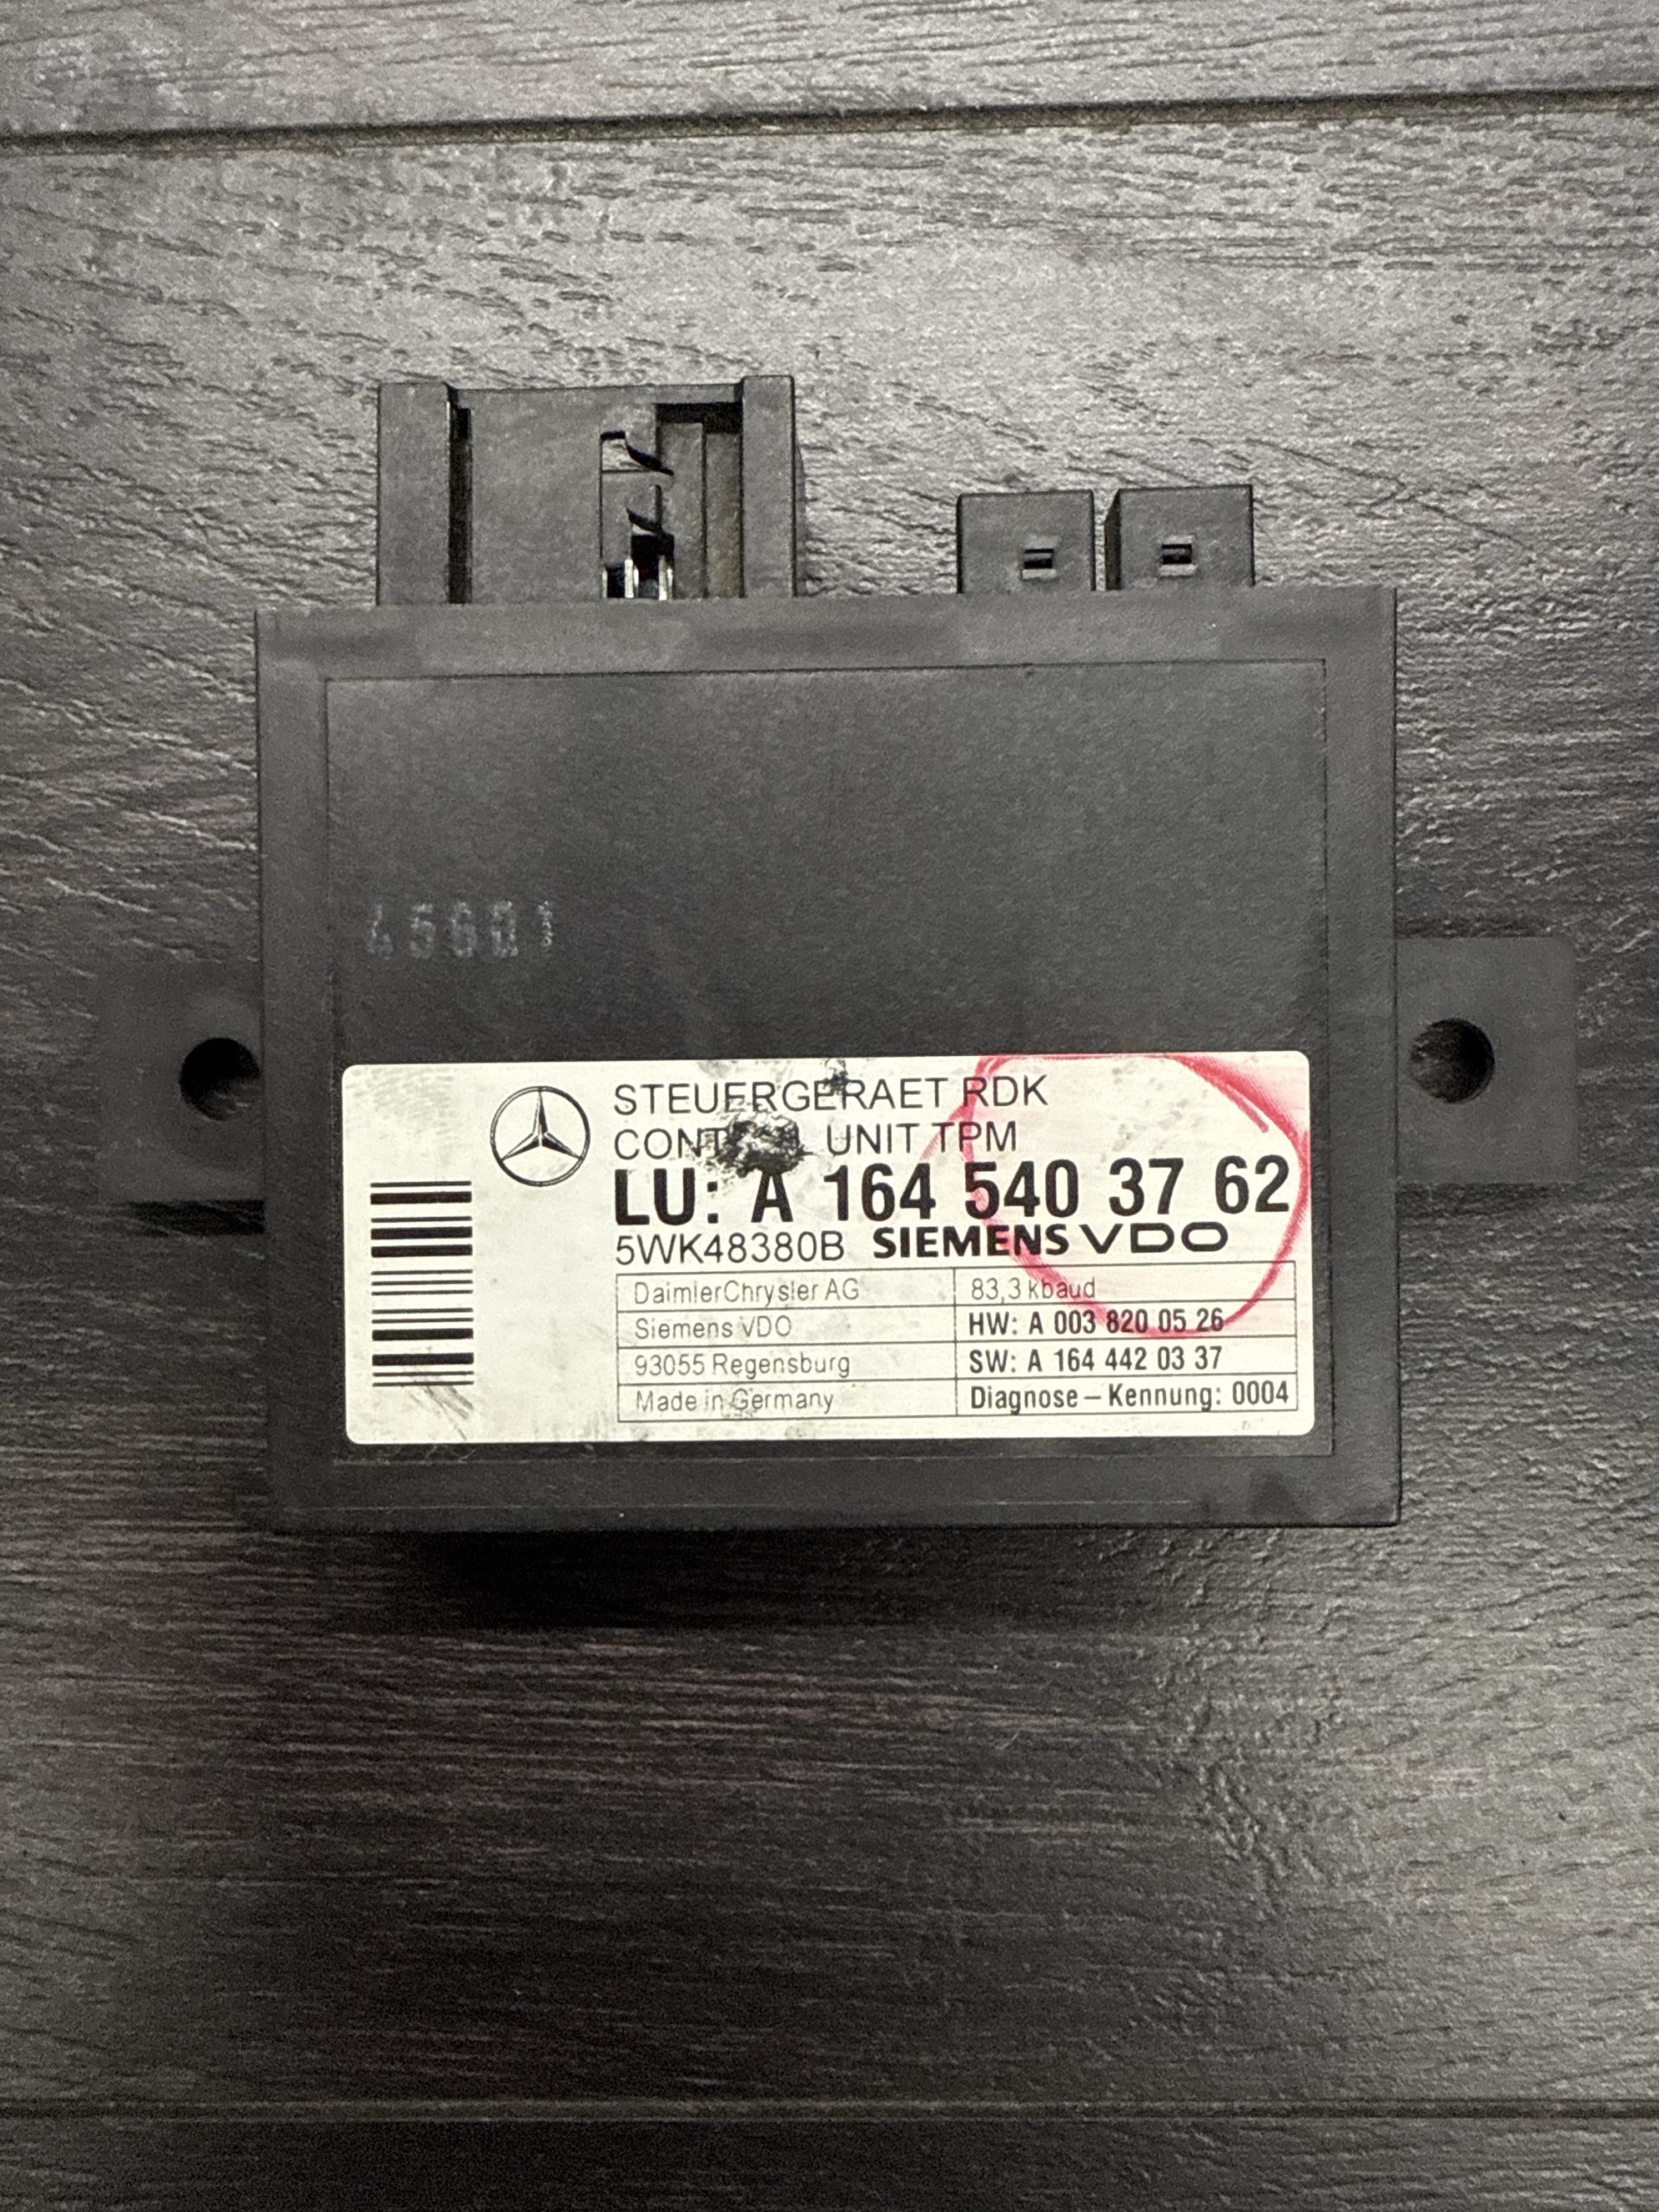 45601
STEUERGERAET RDK
UNIT TPM
LU: A 164 540 37 62
5WK48380B SIEMENS VDO
DaimlerChrysler AG 83,3 kbaud
Siemens VDO HW: A 003 820 05 26
93055 Regensburg SW: A 164 442 03 37
Made in Germany Diagnose – Kennung: 0004